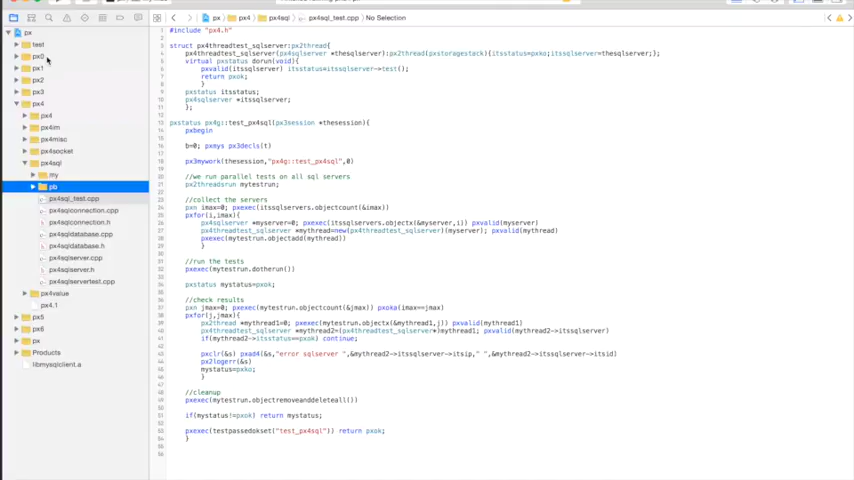 px
px4
px4sql
px4sql_test.cpp
No Selection
px
test
px0
px1
px2
px3
px4
px4
px4im
px4misc
px4socket
px4sql
my
pb
px4sql_test.cpp
px4sqlconnection.cpp
px4sqlconnection.h
px4sqldatabase.cpp
px4sqldatabase.h
px4sqlserver.cpp
px4sqlserver.h
px4sqlservertest.cpp
px4value
px4.1
px5
px6
px
Products
libmysqlclient.a
#include "px4.h"
struct px4threadtest_sqlserver:px2thread{
px4threadtest_sqlserver(px4sqlserver *thesqlserver):px2thread(pxstoragestack){itsstatus=pxko;itssqlserver=thesqlserver;};
virtual pxstatus dorun(void){
pxvalid(itssqlserver) itsstatus=itssqlserver->test();
return pxok;
}
pxstatus itsstatus;
px4sqlserver *itssqlserver;
};
pxstatus px4g::test_px4sql(px3session *thesession){
pxbegin
b=0; pxmys px3decls(t)
px3mywork(thesession,"px4g::test_px4sql",0)
//we run parallel tests on all sql servers
px2threadsrun mytestrun;
//collect the servers
pxn imax=0; pxexec(itssqlservers.objectcount(&imax))
pxfor(i,imax){
px4sqlserver *myserver=0; pxexec(itssqlservers.objectx(&myserver,i)) pxvalid(myserver)
px4threadtest_sqlserver *mythread=new(px4threadtest_sqlserver)(myserver); pxvalid(mythread)
pxexec(mytestrun.objectadd(mythread))
}
//run the tests
pxexec(mytestrun.dotherun())
pxstatus mystatus=pxok;
//check results
pxn jmax=0; pxexec(mytestrun.objectcount(&jmax)) pxoka(imax==jmax)
pxfor(j,jmax){
px2thread *mythread1=0; pxexec(mytestrun.objectx(&mythread1,j)) pxvalid(mythread1)
px4threadtest_sqlserver *mythread2=(px4threadtest_sqlserver*)mythread1; pxvalid(mythread2->itssqlserver)
if(mythread2->itsstatus==pxok) continue;
pxclr(&s) pxad4(&s,"error sqlserver ",&mythread2->itssqlserver->itsip," ",&mythread2->itssqlserver->itsid)
px2logerr(&s)
mystatus=pxko;
}
//cleanup
pxexec(mytestrun.objectremoveanddeleteall())
if(mystatus!=pxok) return mystatus;
pxexec(testpassedokset("test_px4sql")) return pxok;
}